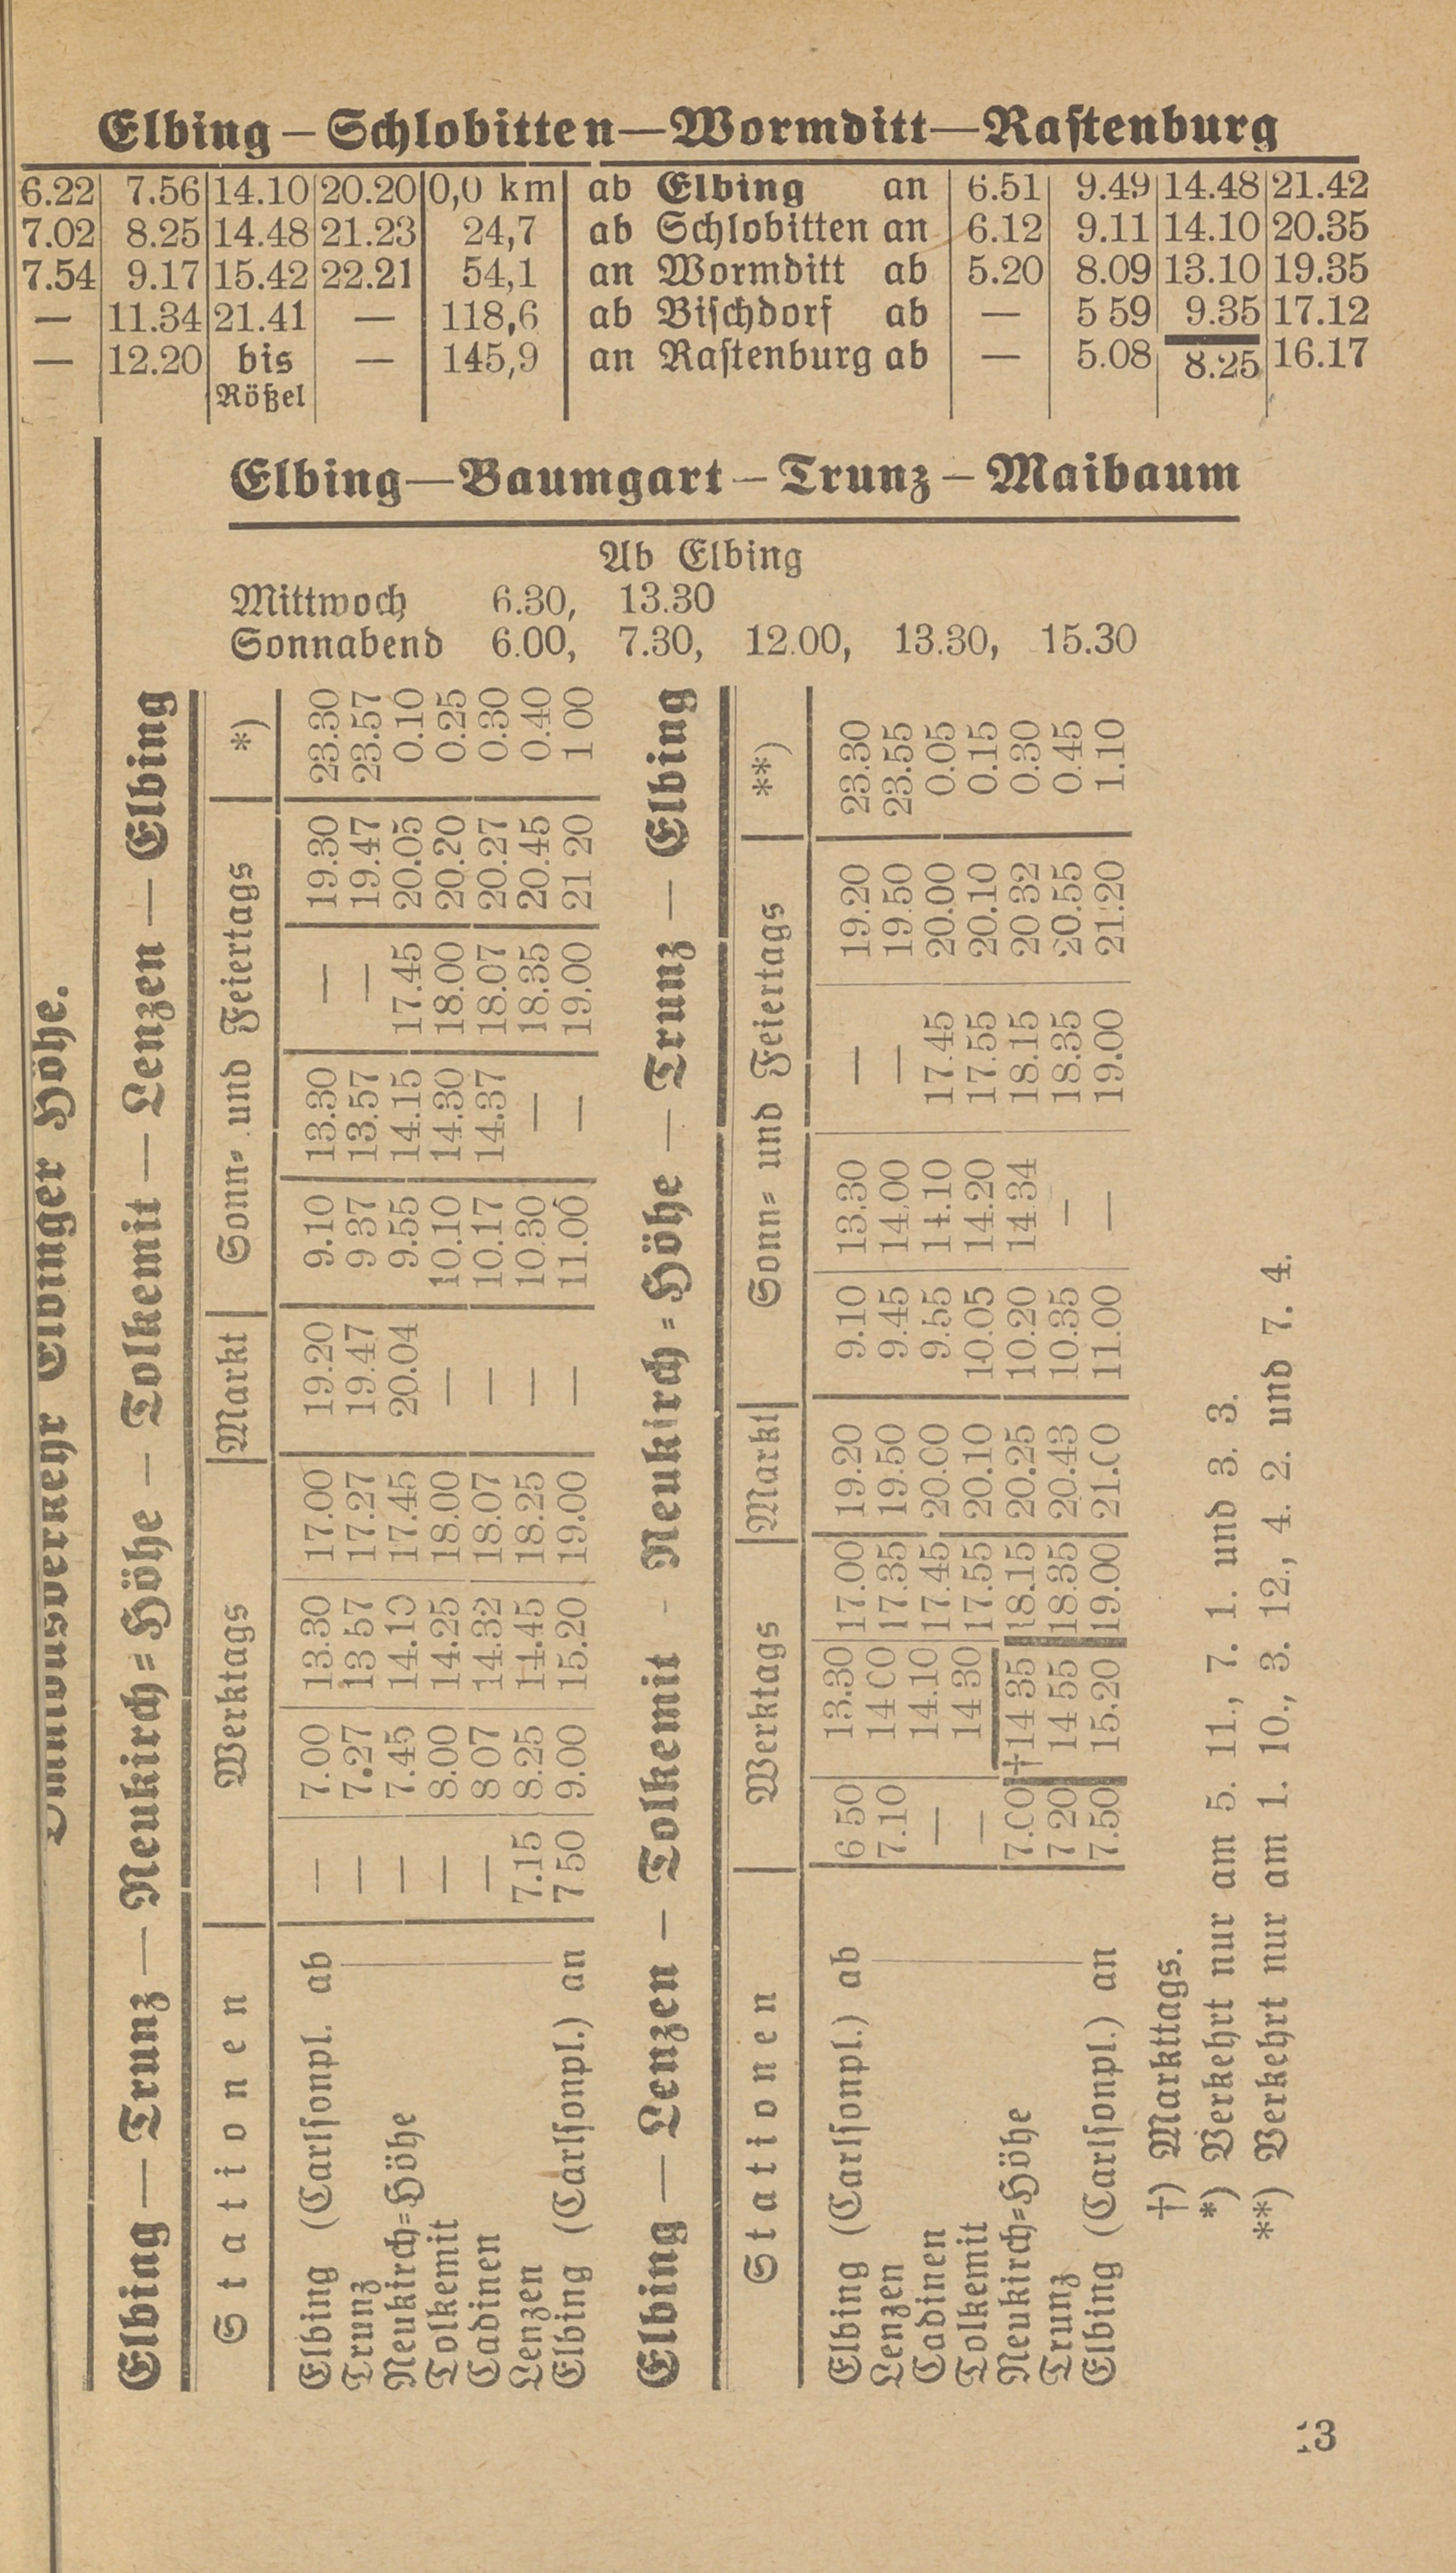 Elbing – Schlobitten — Wormditt — Rastenburg
6.22 7.56 14.10 20.20 0,0 km ab Elbing an 6.51 9.49 14.48 21.42
7.02 8.25 14.48 21.23 24,7 ab Schlobitten an 6.12 9.11 14.10 20.35
7.54 9.17 15.42 22.21 54,1 an Wormditt ab 5.20 8.09 13.10 19.35
— 11.34 21.41 — 118,6 ab Bischdorf ab — 5 59 9.35 17.12
— 12.20 bis — 145,9 an Rastenburg ab — 5.08 8.25 16.17
Rößel
Elbing — Baumgart – Trunz – Maibaum
Ab Elbing
Mittwoch 6.30, 13.30
Sonnabend 6.00, 7.30, 12.00, 13.30, 15.30
Omnibusverkehr Elbinger Höhe.
Elbing — Trunz — Neukirch=Höhe — Tolkemit — Lenzen — Elbing
Stationen Werktags Markt Sonn= und Feiertags *)
Elbing (Carlsonpl. ab — 7.00 13.30 17.00 19.20 9.10 13.30 — 19.30 23.30
Trunz — 7.27 13 57 17.27 19.47 9 37 13.57 — 19.47 23.57
Neukirch=Höhe — 7.45 14.10 17.45 20.04 9.55 14.15 17.45 20.05 0.10
Tolkemit — 8.00 14.25 18.00 — 10.10 14.30 18.00 20.20 0.25
Cadinen — 8 07 14.32 18.07 — 10.17 14.37 18.07 20.27 0.30
Lenzen 7.15 8.25 14.45 18.25 — 10.30 — 18.35 20.45 0.40
Elbing (Carlsonpl.) an 7 50 9.00 15.20 19.00 — 11.00 — 19.00 21 20 1 00
Elbing — Lenzen — Tolkemit - Neukirch=Höhe — Trunz — Elbing
Stationen Werktags Markt Sonn= und Feiertags **)
Elbing (Carlsonpl.) ab 6 50 13.30 17.00 19.20 9.10 13.30 — 19.20 23.30
Lenzen 7.10 14 00 17.35 19.50 9.45 14.00 — 19.50 23.55
Cadinen — 14.10 17.45 20.00 9.55 14.10 17.45 20.00 0.05
Tolkemit — 14 30 17.55 20.10 10.05 14.20 17.55 20.10 0.15
Neukirch=Höhe 7.00 †14 35 18.15 20.25 10.20 14.34 18.15 20 32 0.30
Trunz 7 20 14 55 18.35 20.43 10.35 — 18.35 20.55 0.45
Elbing (Carlsonpl.) an 7.50 15.20 19.00 21.00 11.00 — 19.00 21.20 1.10
†) Markttags.
*) Verkehrt nur am 5. 11., 7. 1. und 3. 3.
**) Verkehrt nur am 1. 10., 3. 12., 4. 2. und 7. 4.